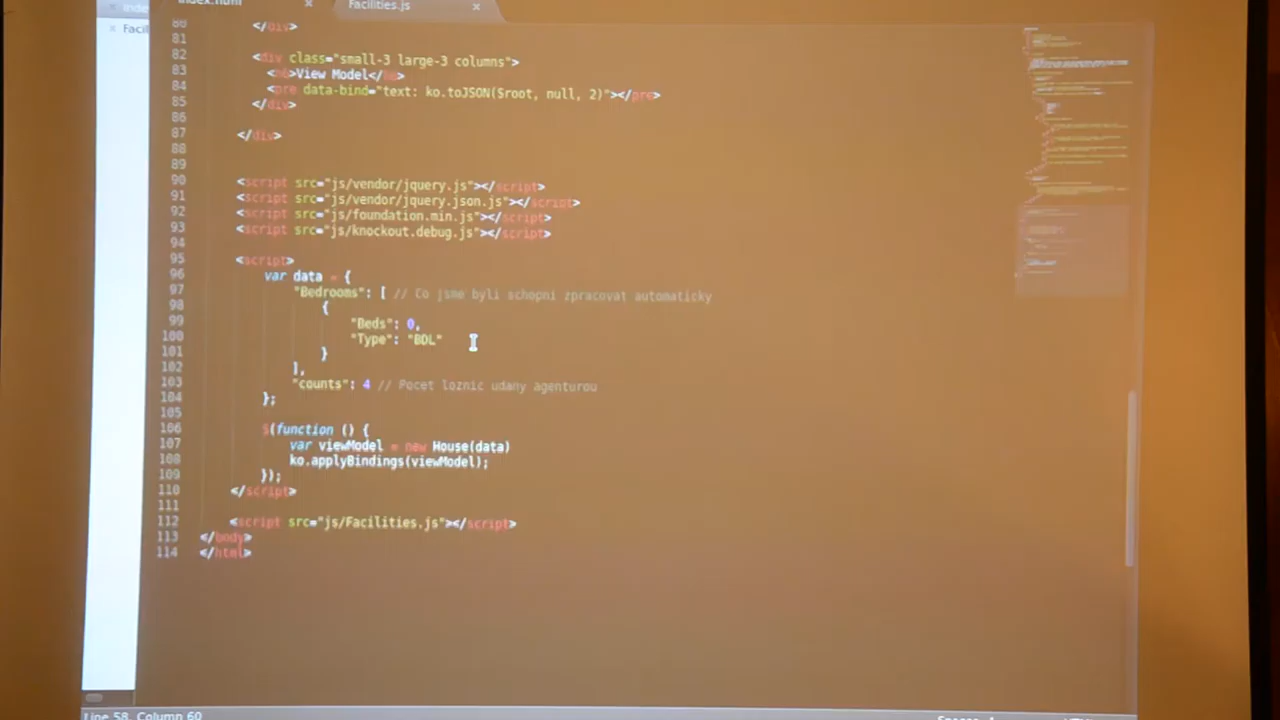 index.html × Facilities.js ×
Inde
Facil
80 </div>
81
82 <div class="small-3 large-3 columns">
83 View Model
84 <pre data-bind="text: ko.toJSON($root, null, 2)"></pre>
85 </div>
86
87 </div>
88
89
90 <script src="js/vendor/jquery.js"></script>
91 <script src="js/vendor/jquery.json.js"></script>
92 <script src="js/foundation.min.js"></script>
93 <script src="js/knockout.debug.js"></script>
94
95 <script>
96 var data = {
97 "Bedrooms": [ // Co jsme byli schopni zpracovat automaticky
98 {
99 "Beds": 0,
100 "Type": "BDL"
101 }
102 ],
103 "counts": 4 // Pocet loznic udany agenturou
104 };
105
106 $(function () {
107 var viewModel = new House(data)
108 ko.applyBindings(viewModel);
109 });
110 </script>
111
112 <script src="js/Facilities.js"></script>
113 </body>
114 </html>
Line 58, Column 60